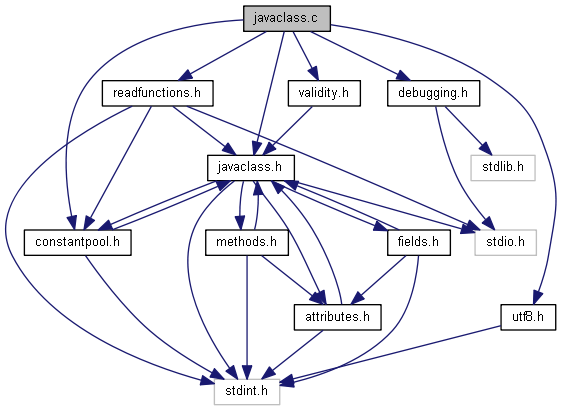 javaclass.c
readfunctions.h
validity.h
debugging.h
javaclass.h
stdlib.h
constantpool.h
methods.h
fields.h
stdio.h
attributes.h
utf8.h
stdint.h